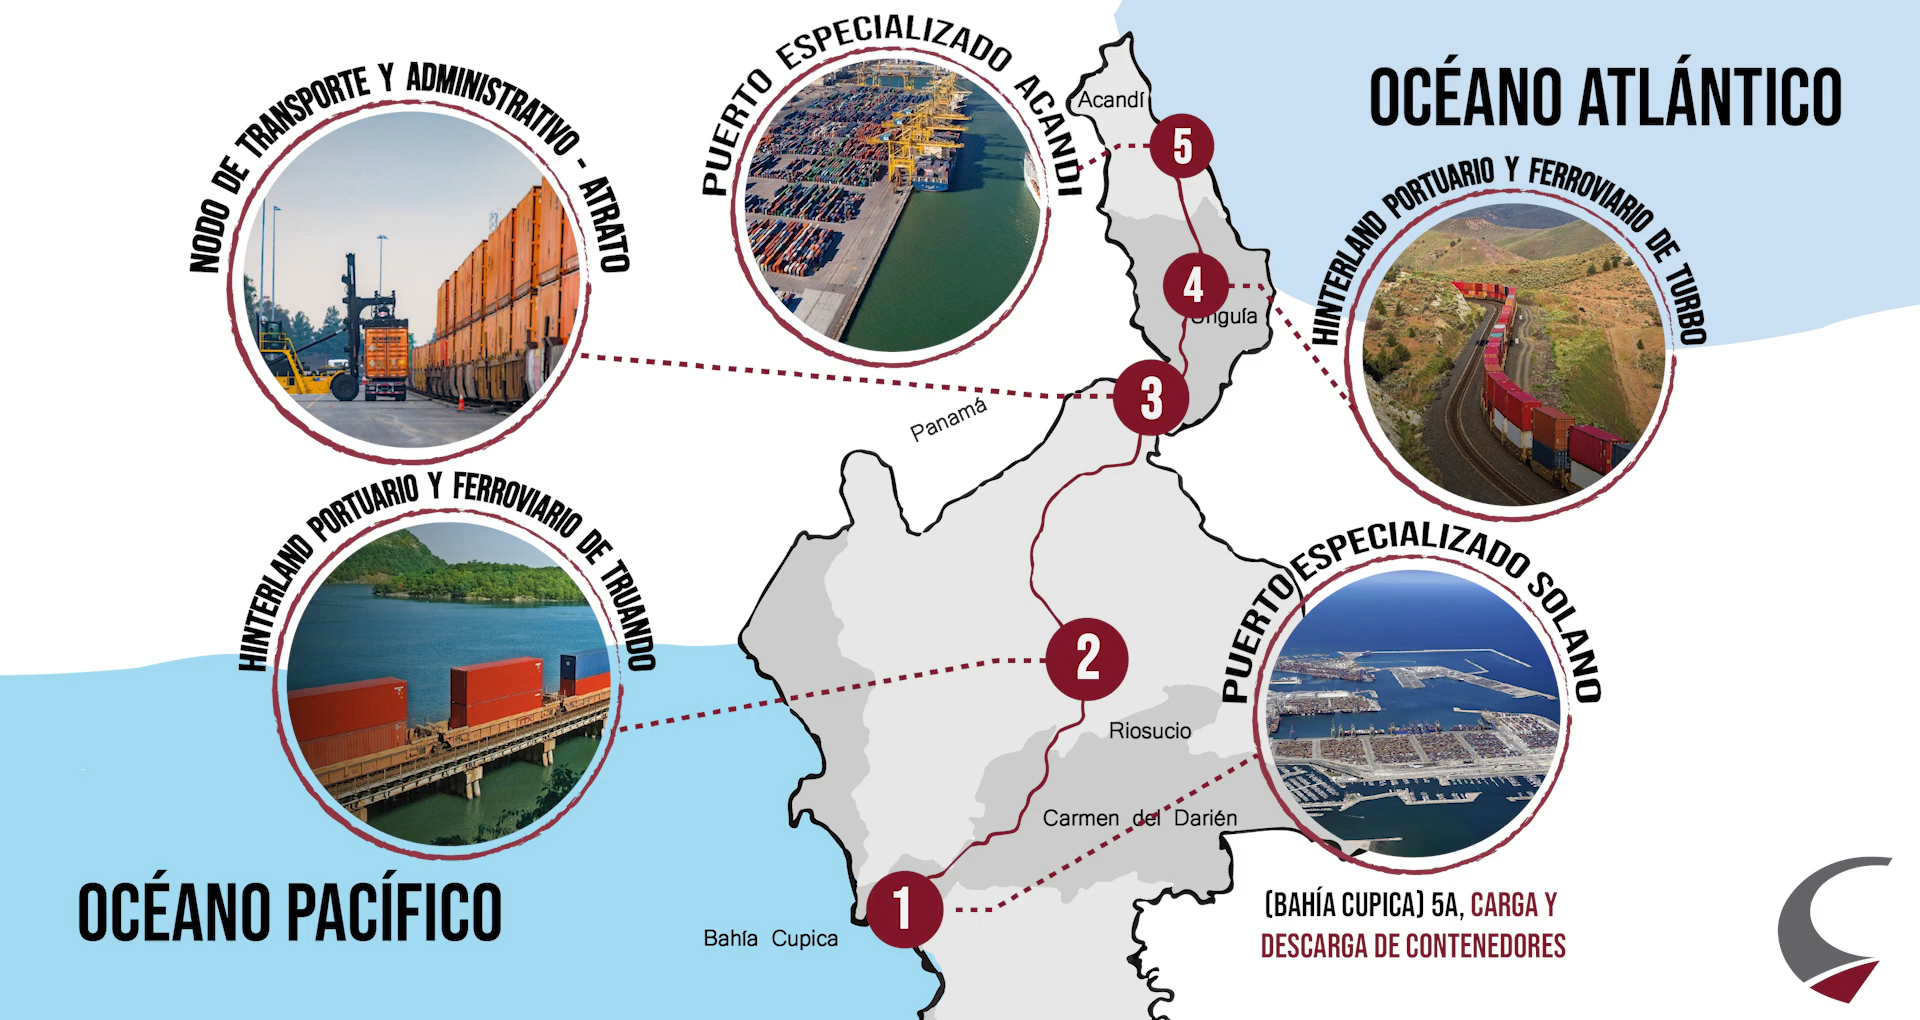 PUERTO ESPECIALIZADO ACANDI
OCÉANO ATLÁNTICO
NODO DE TRANSPORTE Y ADMINISTRATIVO - ATRATO
Acandí
5
HINTERLAND PORTUARIO Y FERROVIARIO DE TURBO
4
Unguía
3
Panamá
HINTERLAND PORTUARIO Y FERROVIARIO DE TRUANDO
PUERTO ESPECIALIZADO SOLANO
2
Riosucio
Carmen del Darién
1
OCÉANO PACÍFICO
Bahía Cupica
(BAHÍA CUPICA) 5A, CARGA Y
DESCARGA DE CONTENEDORES